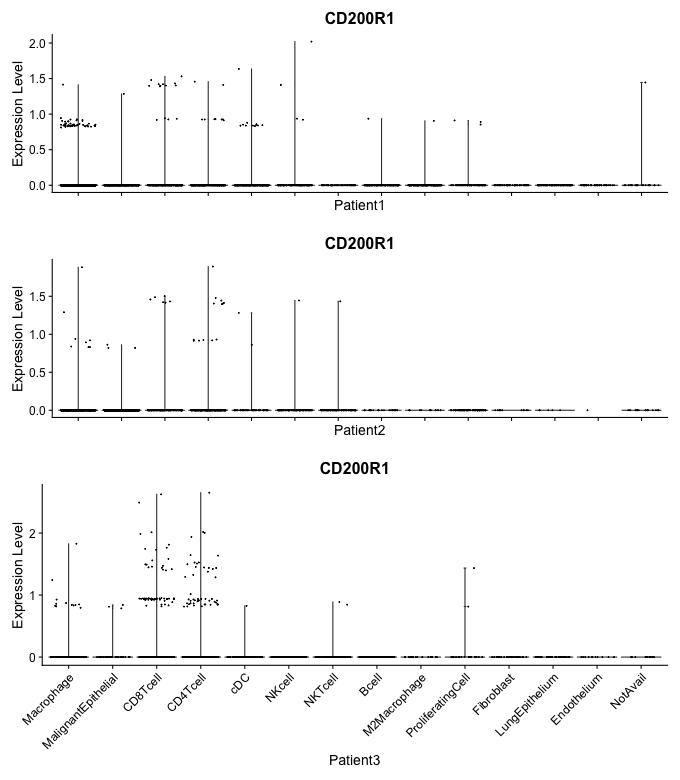 CD200R1
Expression Level
2.0
1.5
1.0
0.5
0.0
Patient1
CD200R1
Expression Level
1.5
1.0
0.5
0.0
Patient2
CD200R1
Expression Level
2
1
0
Macrophage
MalignantEpithelial
CD8Tcell
CD4Tcell
cDC
NKcell
NKTcell
Bcell
M2Macrophage
ProliferatingCell
Fibroblast
LungEpithelium
Endothelium
NotAvail
Patient3